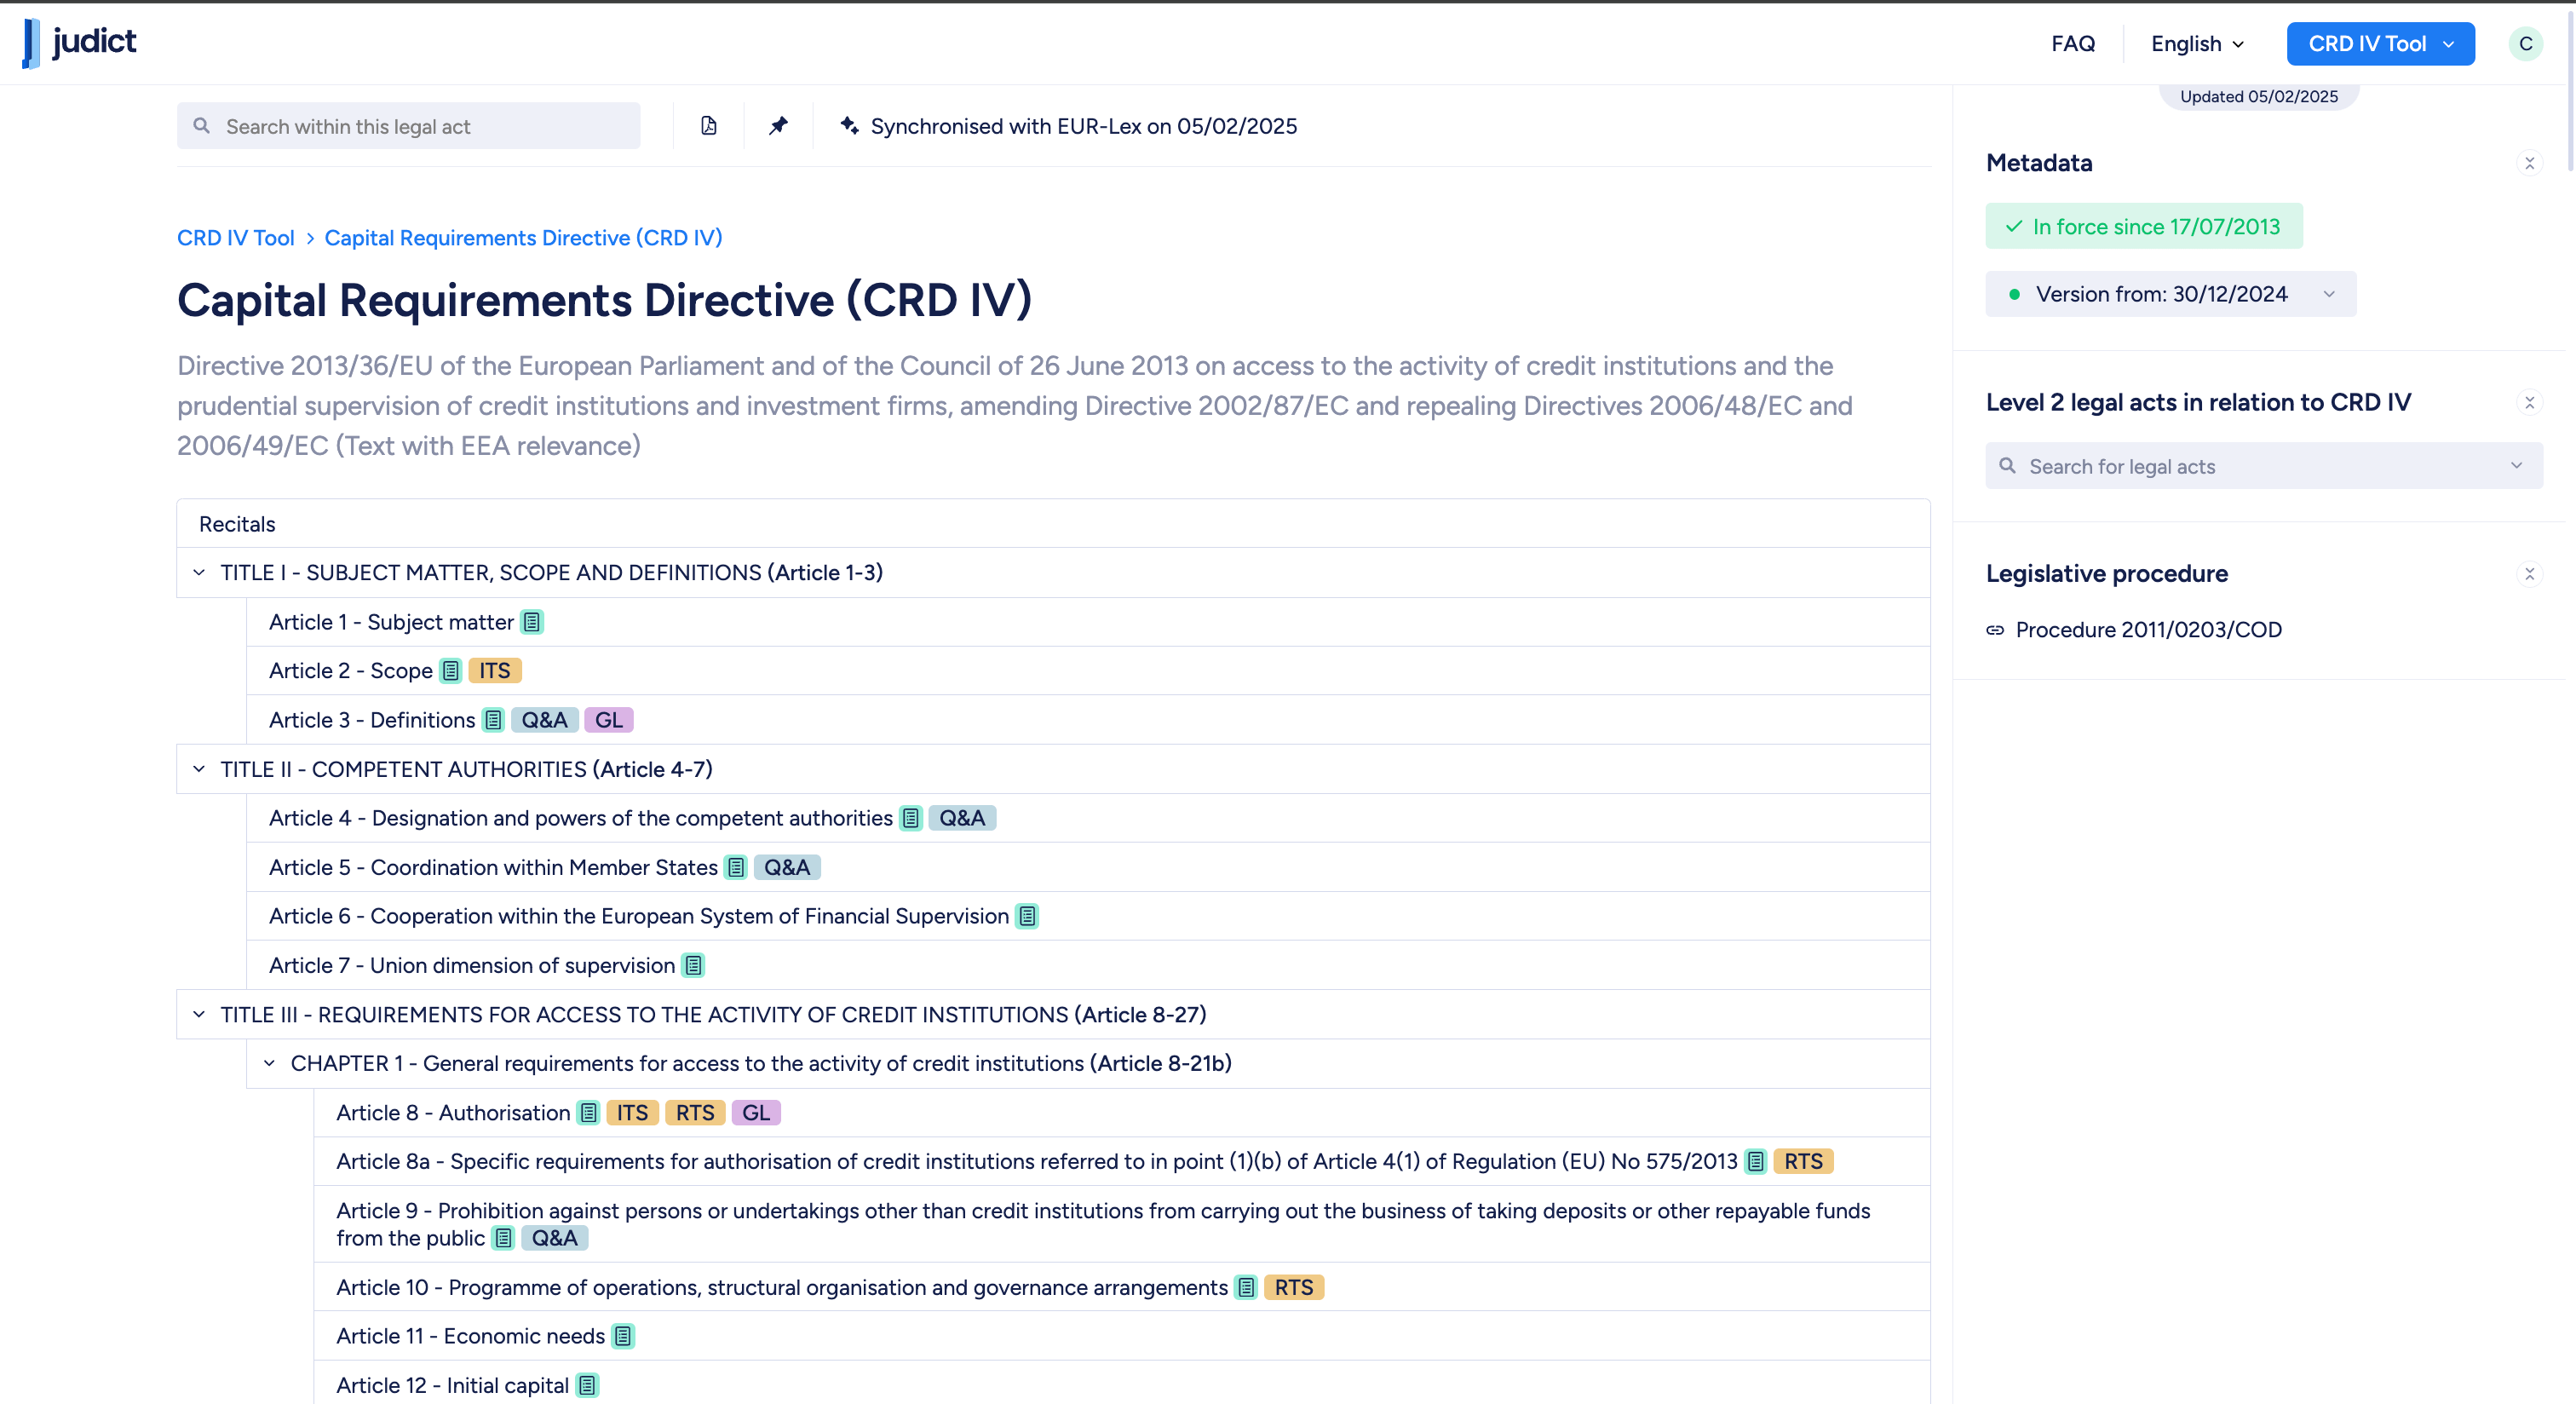 judict
FAQ
English
CRD IV Tool
C
Search within this legal act
Synchronised with EUR-Lex on 05/02/2025
CRD IV Tool > Capital Requirements Directive (CRD IV)
Capital Requirements Directive (CRD IV)
Directive 2013/36/EU of the European Parliament and of the Council of 26 June 2013 on access to the activity of credit institutions and the
prudential supervision of credit institutions and investment firms, amending Directive 2002/87/EC and repealing Directives 2006/48/EC and
2006/49/EC (Text with EEA relevance)
Recitals
TITLE I - SUBJECT MATTER, SCOPE AND DEFINITIONS (Article 1-3)
Article 1 - Subject matter
Article 2 - Scope ITS
Article 3 - Definitions Q&A GL
TITLE II - COMPETENT AUTHORITIES (Article 4-7)
Article 4 - Designation and powers of the competent authorities Q&A
Article 5 - Coordination within Member States Q&A
Article 6 - Cooperation within the European System of Financial Supervision
Article 7 - Union dimension of supervision
TITLE III - REQUIREMENTS FOR ACCESS TO THE ACTIVITY OF CREDIT INSTITUTIONS (Article 8-27)
CHAPTER 1 - General requirements for access to the activity of credit institutions (Article 8-21b)
Article 8 - Authorisation ITS RTS GL
Article 8a - Specific requirements for authorisation of credit institutions referred to in point (1)(b) of Article 4(1) of Regulation (EU) No 575/2013 RTS
Article 9 - Prohibition against persons or undertakings other than credit institutions from carrying out the business of taking deposits or other repayable funds
from the public Q&A
Article 10 - Programme of operations, structural organisation and governance arrangements RTS
Article 11 - Economic needs
Article 12 - Initial capital
Updated 05/02/2025
Metadata
In force since 17/07/2013
Version from: 30/12/2024
Level 2 legal acts in relation to CRD IV
Search for legal acts
Legislative procedure
Procedure 2011/0203/COD